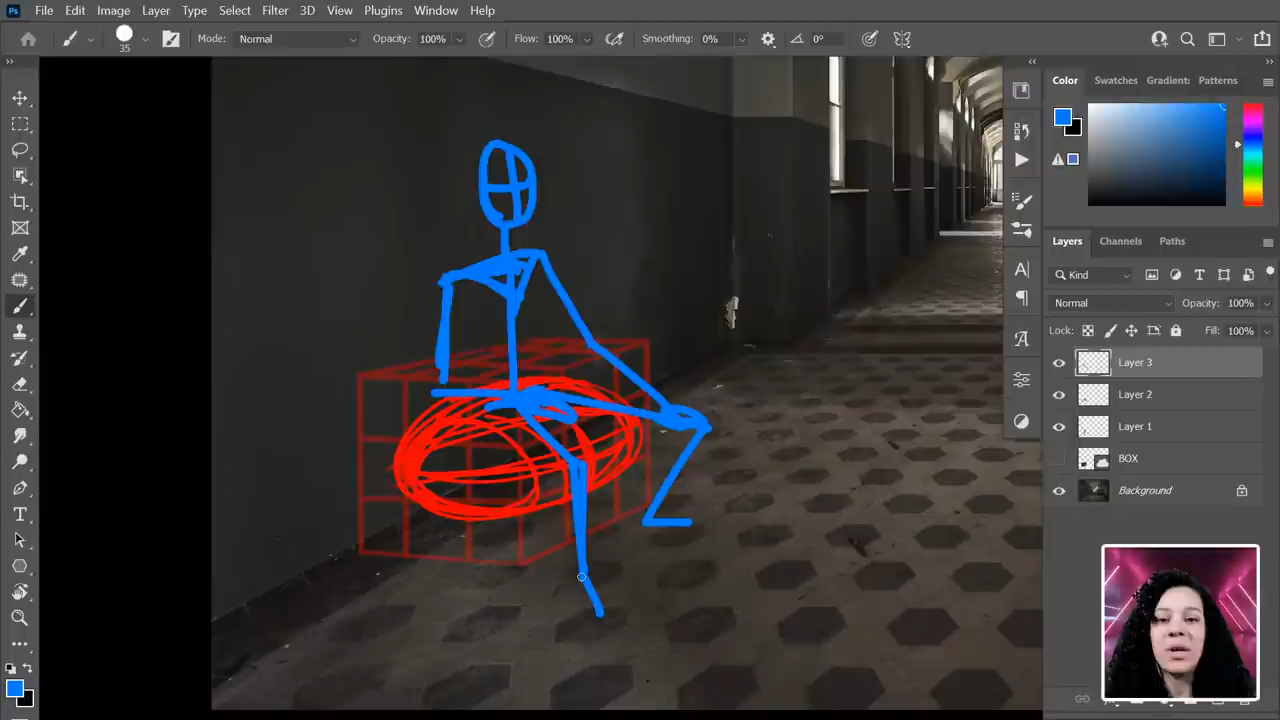 Ps File Edit Image Layer Type Select Filter 3D View Plugins Window Help
35 Mode: Normal Opacity: 100% Flow: 100% Smoothing: 0% 0°
Color Swatches Gradient: Patterns
Layers Channels Paths
Kind
Normal Opacity: 100%
Lock: Fill: 100%
Layer 3
Layer 2
Layer 1
BOX
Background